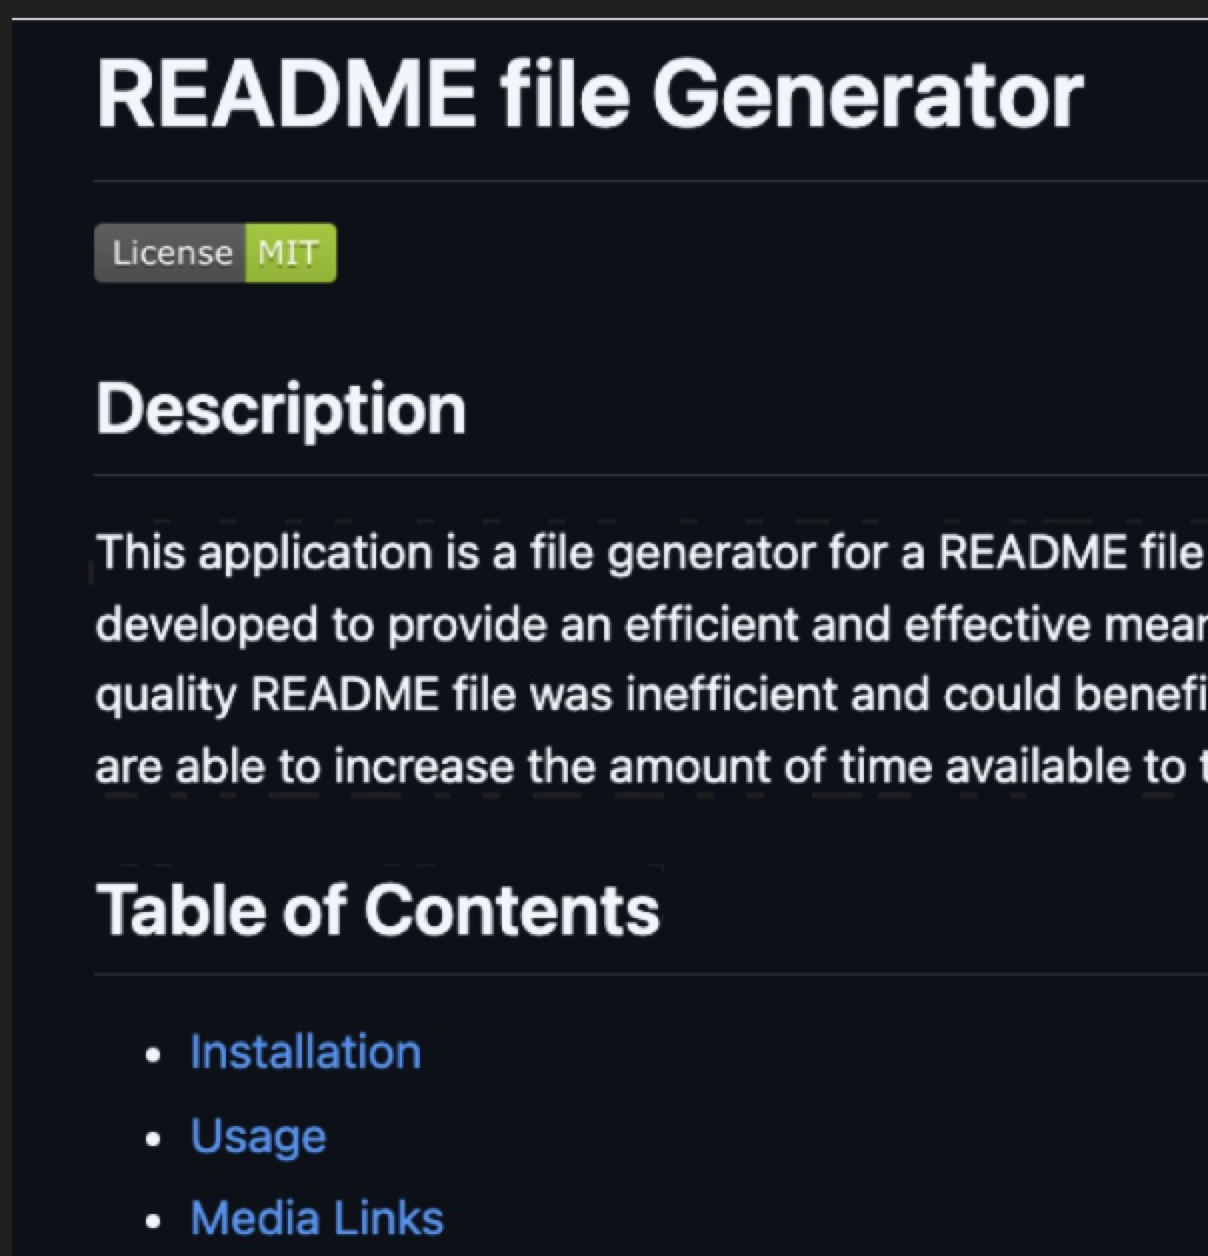 README file Generator
License MIT
Description
This application is a file generator for a README file
developed to provide an efficient and effective
quality README file was inefficient and could
are able to increase the amount of time available to
Table of Contents
Installation
Usage
Media Links